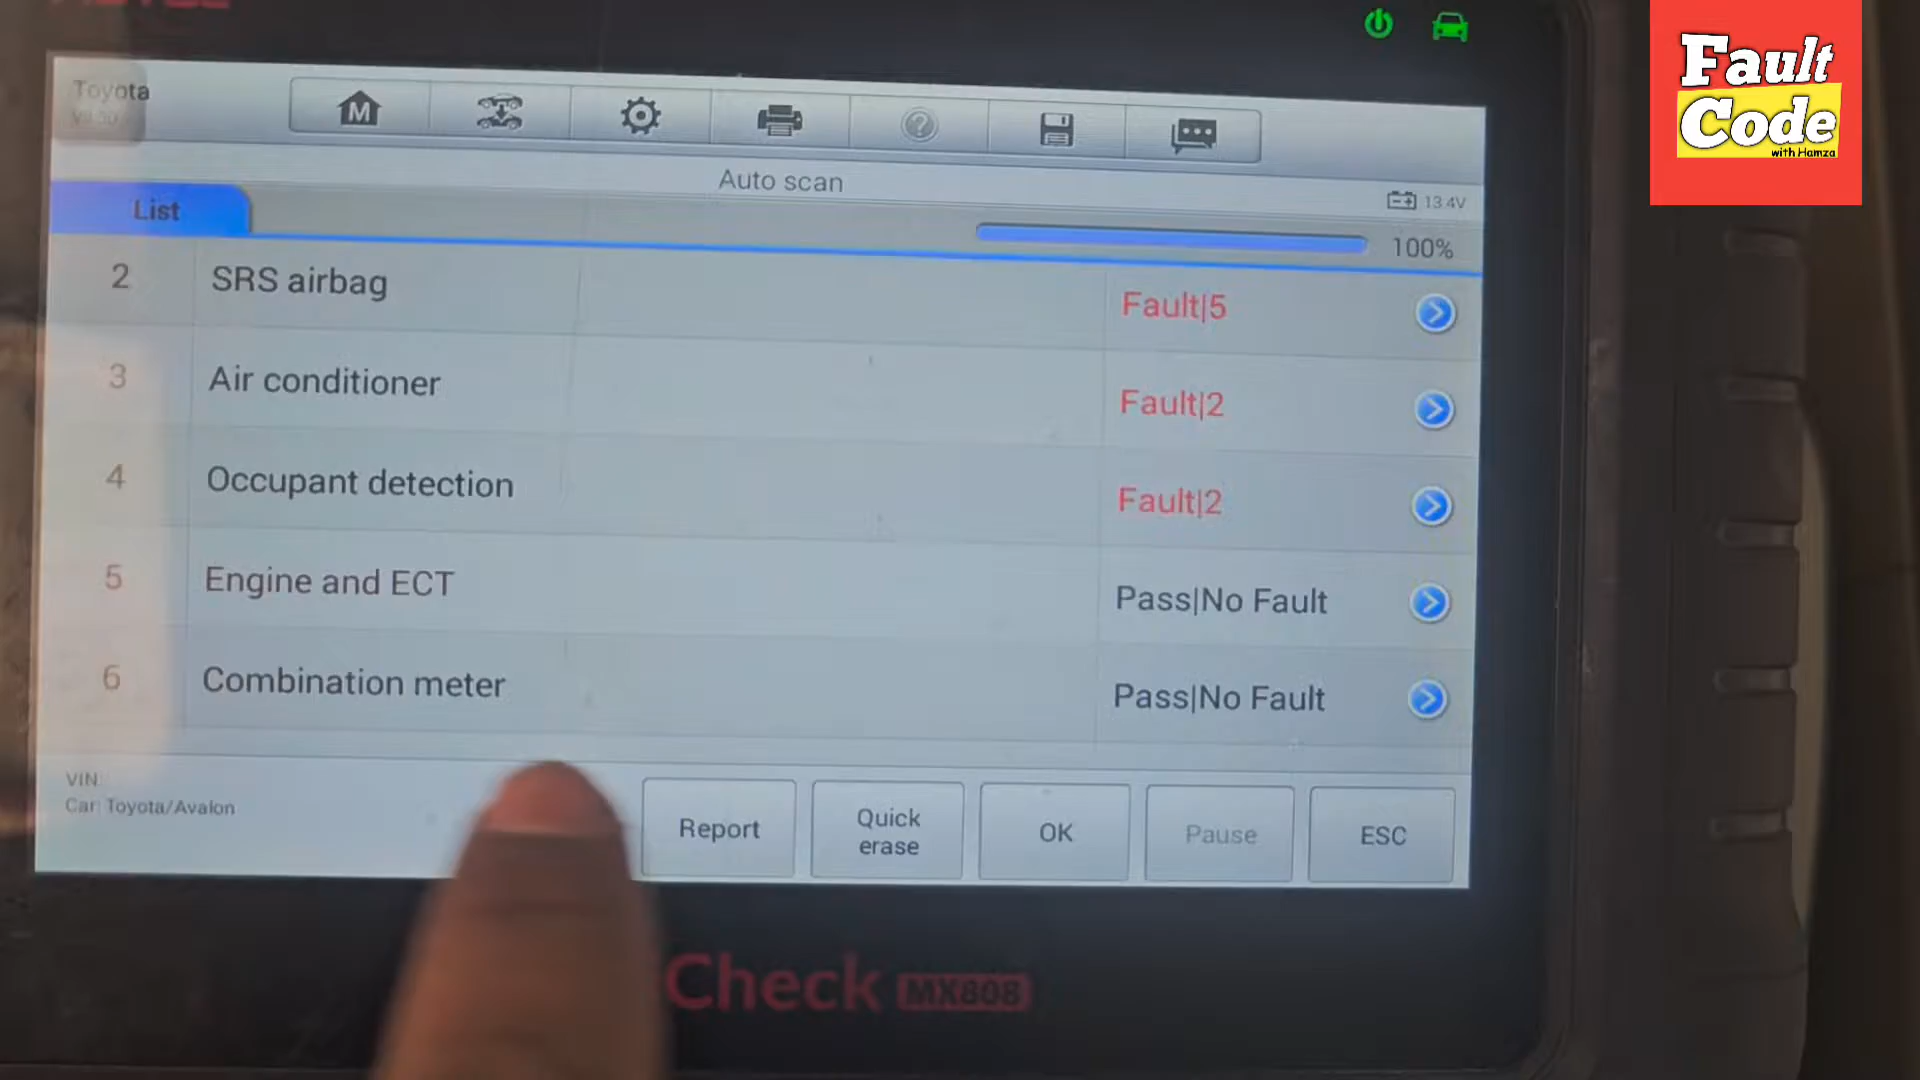 Toyota
M
Auto scan
13.4V
List
100%
2 SRS airbag Fault|5
3 Air conditioner Fault|2
4 Occupant detection Fault|2
5 Engine and ECT Pass|No Fault
6 Combination meter Pass|No Fault
VIN:
Car: Toyota/Avalon
Report
Quick
erase
OK
Pause
ESC
Check MX808
Fault
Code
with Hamza